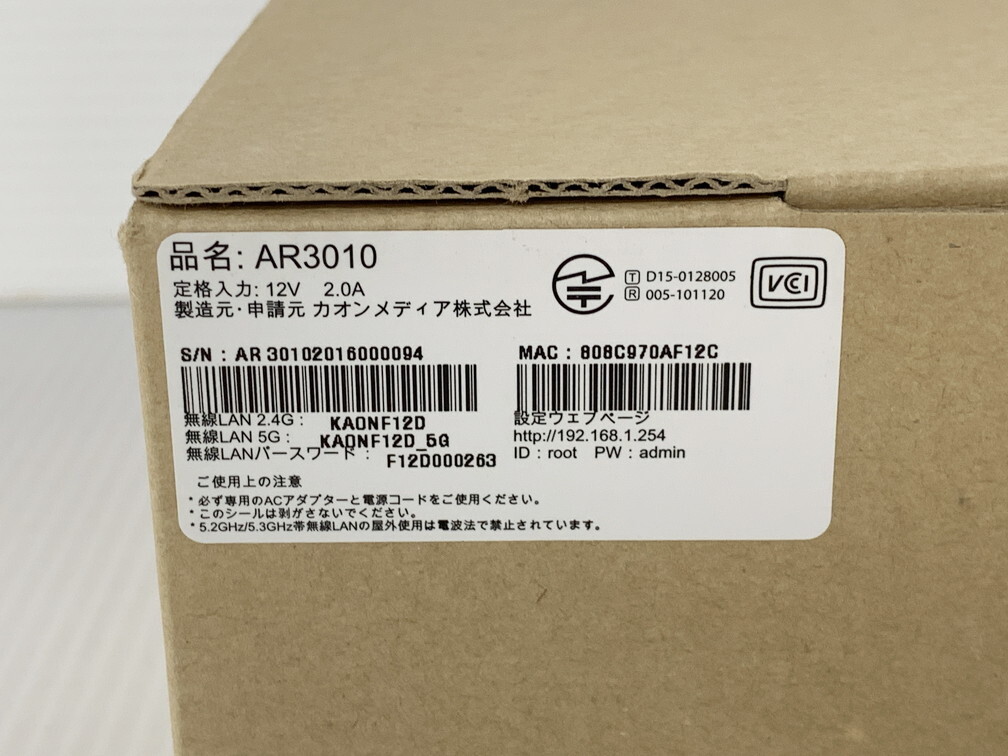 品名: AR3010
定格入力: 12V 2.0A
製造元・申請元 カオンメディア株式会社
T D15-0128005
R 005-101120
VCCI
S/N : AR30102016000094
MAC : 808C970AF12C
無線LAN 2.4G : KAONF12D
無線LAN 5G : KAONF12D_5G
無線LANパースワード : F12D000263
設定ウェブページ
http://192.168.1.254
ID : root PW : admin
ご使用上の注意
* 必ず専用のACアダプターと電源コードをご使用ください。
* このシールは剥がさないでください。
* 5.2GHz/5.3GHz帯無線LANの屋外使用は電波法で禁止されています。